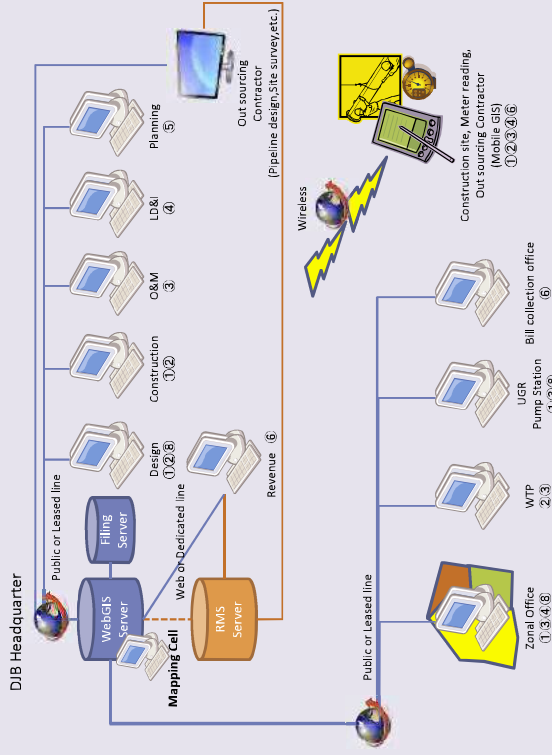 DJB Headquarter
Public or Leased line
WebGIS
Server
Filing
Server
Mapping Cell
RMS
Server
Web or Dedicated line
Design
①②⑧
Construction
①②
O&M
③
LD&I
④
Planning
⑤
Revenue ⑥
Out sourcing
Contractor
(Pipeline design,Site survey,etc.)
Wireless
Construction site, Meter reading,
Out sourcing Contractor
(Mobile GIS)
①②③④⑥
Public or Leased line
Zonal Office
①③④⑧
WTP
②③
UGR
Pump Station
Bill collection office
⑥